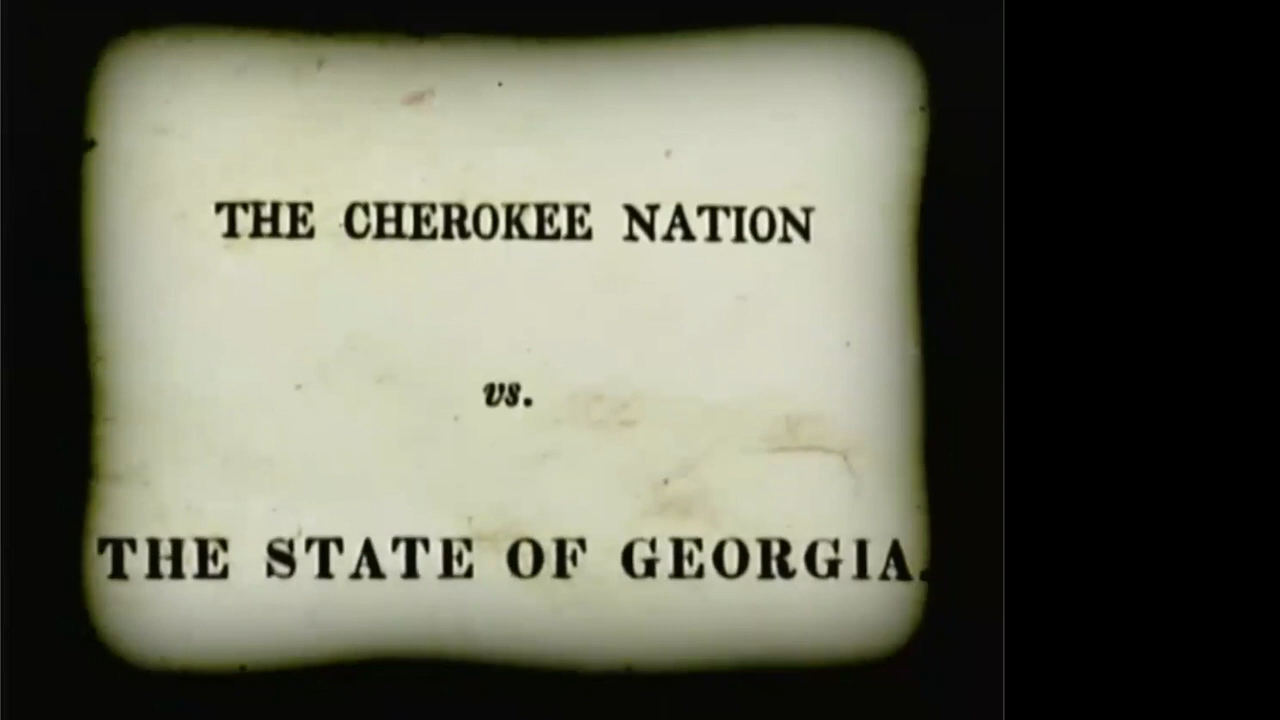 THE CHEROKEE NATION
vs.
THE STATE OF GEORGIA.